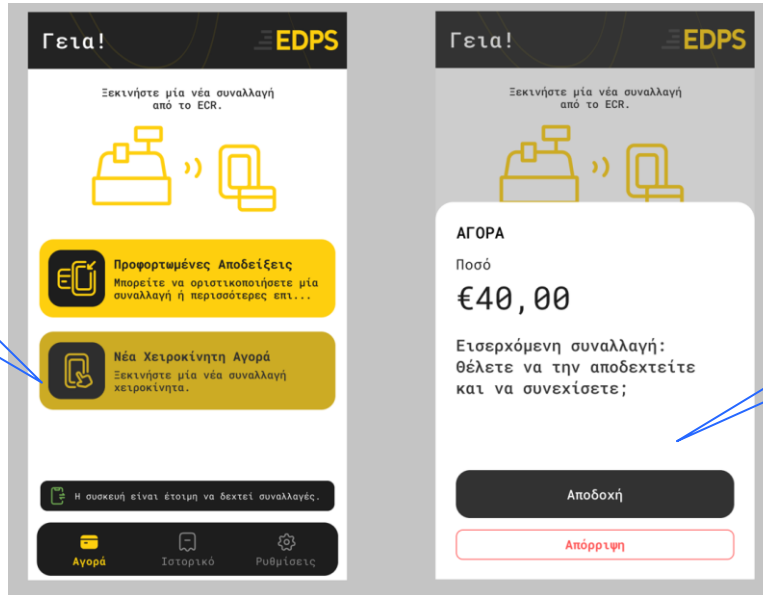 Γεια!
EDPS
Ξεκινήστε μία νέα συναλλαγή
από το ECR.
Προφορτωμένες Αποδείξεις
Μπορείτε να οριστικοποιήσετε μία
συναλλαγή ή περισσότερες επι...
Νέα Χειροκίνητη Αγορά
Ξεκινήστε μία νέα συναλλαγή
χειροκίνητα.
Η συσκευή είναι έτοιμη να δεχτεί συναλλαγές.
Αγορά
Ιστορικό
Ρυθμίσεις
Γεια!
EDPS
Ξεκινήστε μία νέα συναλλαγή
από το ECR.
ΑΓΟΡΑ
Ποσό
€40,00
Εισερχόμενη συναλλαγή:
Θέλετε να την αποδεχτείτε
και να συνεχίσετε;
Αποδοχή
Απόρριψη